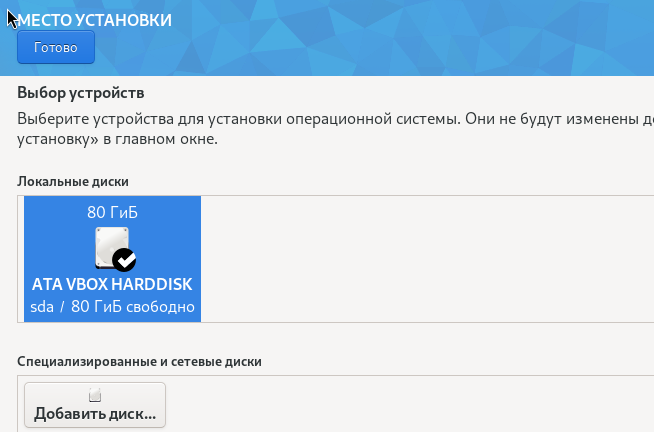 МЕСТО УСТАНОВКИ
Готово
Выбор устройств
Выберите устройства для установки операционной системы. Они не будут изменены д
установку» в главном окне.
Локальные диски
80 ГиБ
ATA VBOX HARDDISK
sda / 80 ГиБ свободно
Специализированные и сетевые диски
Добавить диск...